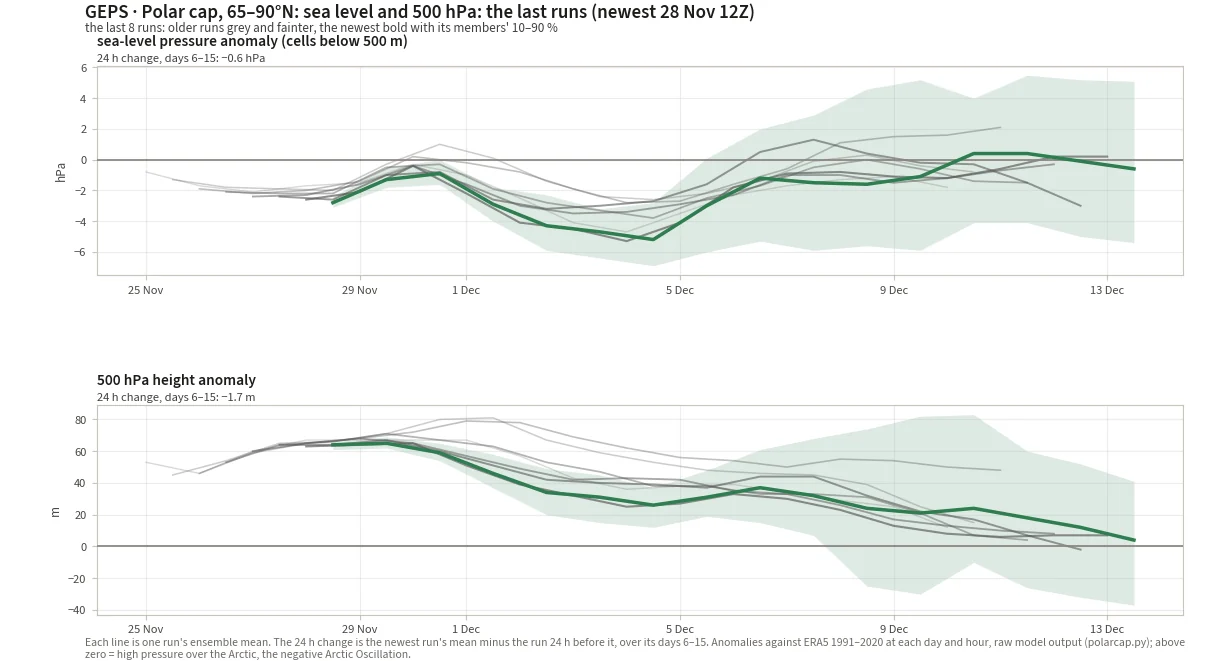 GEPS · Polar cap, 65–90°N: sea level and 500 hPa: the last runs (newest 28 Nov 12Z)
the last 8 runs: older runs grey and fainter, the newest bold with its members' 10–90 %
sea-level pressure anomaly (cells below 500 m)
24 h change, days 6–15: −0.6 hPa
6
4
2
0
−2
−4
−6
hPa
25 Nov
29 Nov
1 Dec
5 Dec
9 Dec
13 Dec
500 hPa height anomaly
24 h change, days 6–15: −1.7 m
80
60
40
20
0
−20
−40
m
25 Nov
29 Nov
1 Dec
5 Dec
9 Dec
13 Dec
Each line is one run's ensemble mean. The 24 h change is the newest run's mean minus the run 24 h before it, over its days 6–15. Anomalies against ERA5 1991–2020 at each day and hour, raw model output (polarcap.py); above
zero = high pressure over the Arctic, the negative Arctic Oscillation.